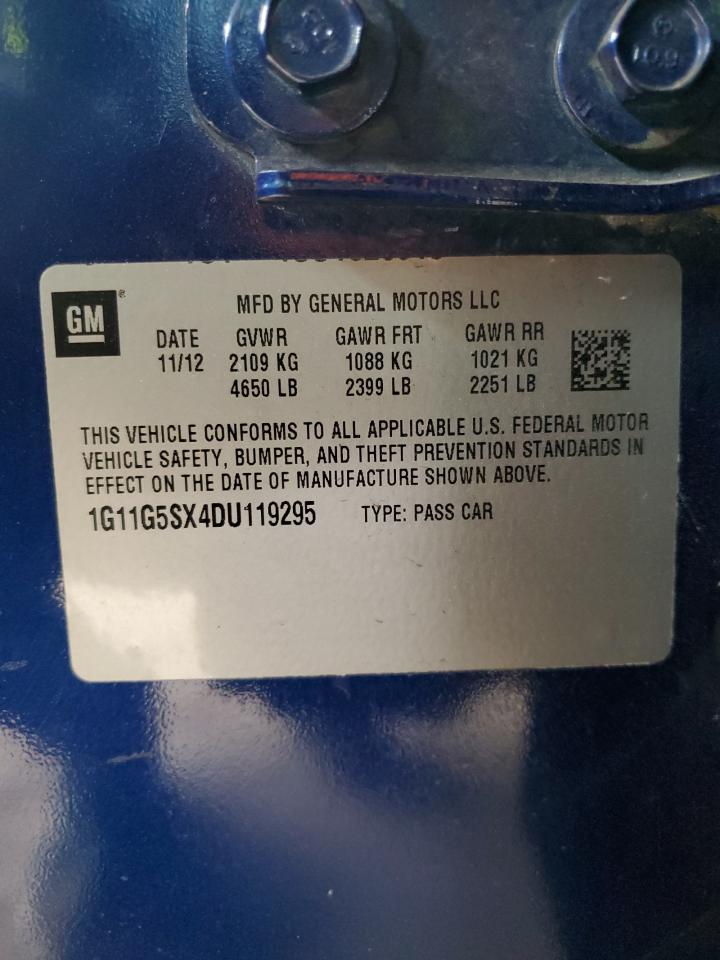 10.9
GM®
MFD BY GENERAL MOTORS LLC
DATE GVWR GAWR FRT GAWR RR
11/12 2109 KG 1088 KG 1021 KG
4650 LB 2399 LB 2251 LB
THIS VEHICLE CONFORMS TO ALL APPLICABLE U.S. FEDERAL MOTOR
VEHICLE SAFETY, BUMPER, AND THEFT PREVENTION STANDARDS IN
EFFECT ON THE DATE OF MANUFACTURE SHOWN ABOVE.
1G11G5SX4DU119295 TYPE: PASS CAR